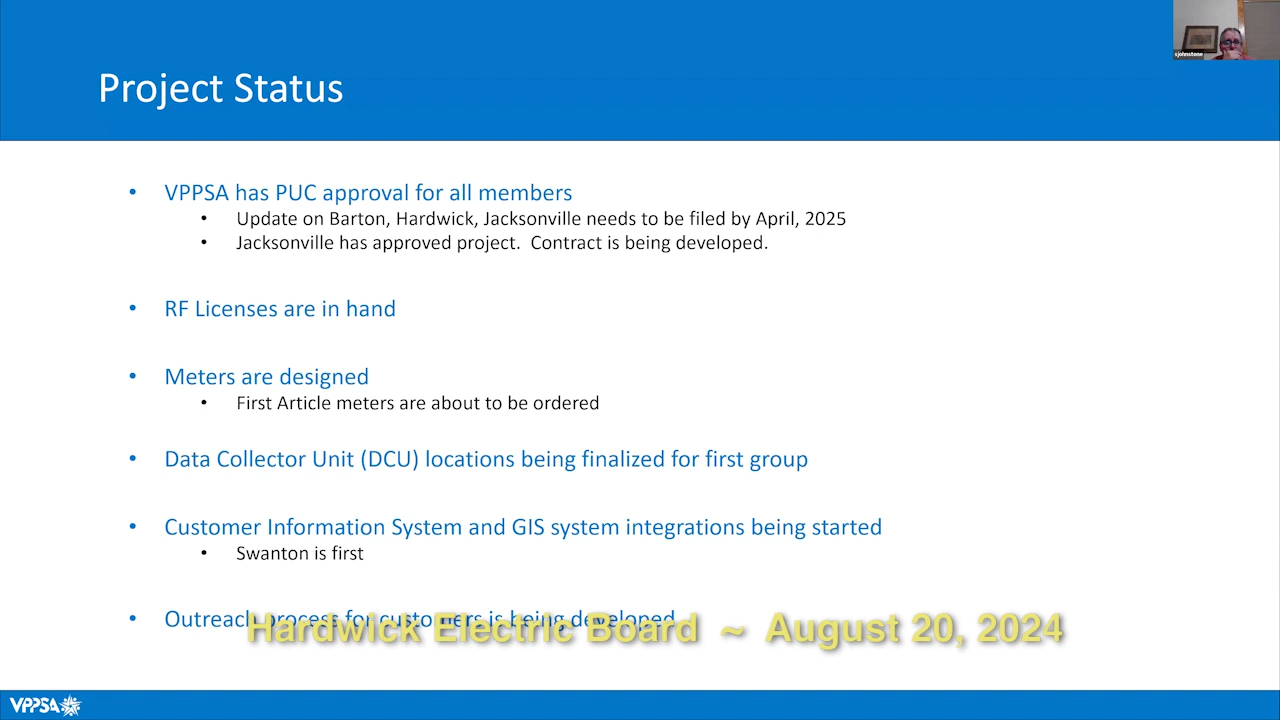 sjohnstone
Project Status
• VPPSA has PUC approval for all members
• Update on Barton, Hardwick, Jacksonville needs to be filed by April, 2025
• Jacksonville has approved project. Contract is being developed.
• RF Licenses are in hand
• Meters are designed
• First Article meters are about to be ordered
• Data Collector Unit (DCU) locations being finalized for first group
• Customer Information System and GIS system integrations being started
• Swanton is first
• Outreach process for customers is being developed
Hardwick Electric Board ~ August 20, 2024
VPPSA